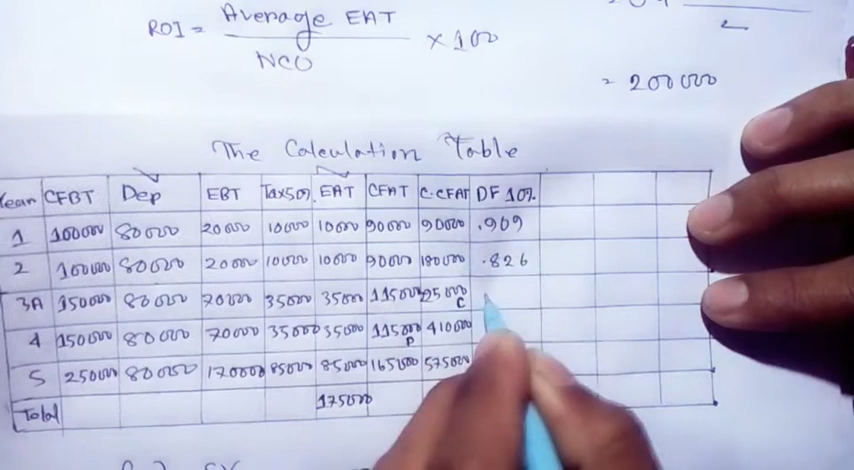 ROI = Average EAT / NCO × 100
= 200000
The Calculation Table
Year CFBT Dep EBT Tax50% EAT CFAT C.CFAT DF 10%
1 100000 80000 20000 10000 10000 90000 90000 .909
2 100000 80000 20000 10000 10000 90000 180000 .826
3A 150000 80000 70000 35000 35000 115000 25000 C
4 150000 80000 70000 35000 35000 115000 P 410000
5 250000 80000 170000 85000 85000 165000 575000
Total 175000